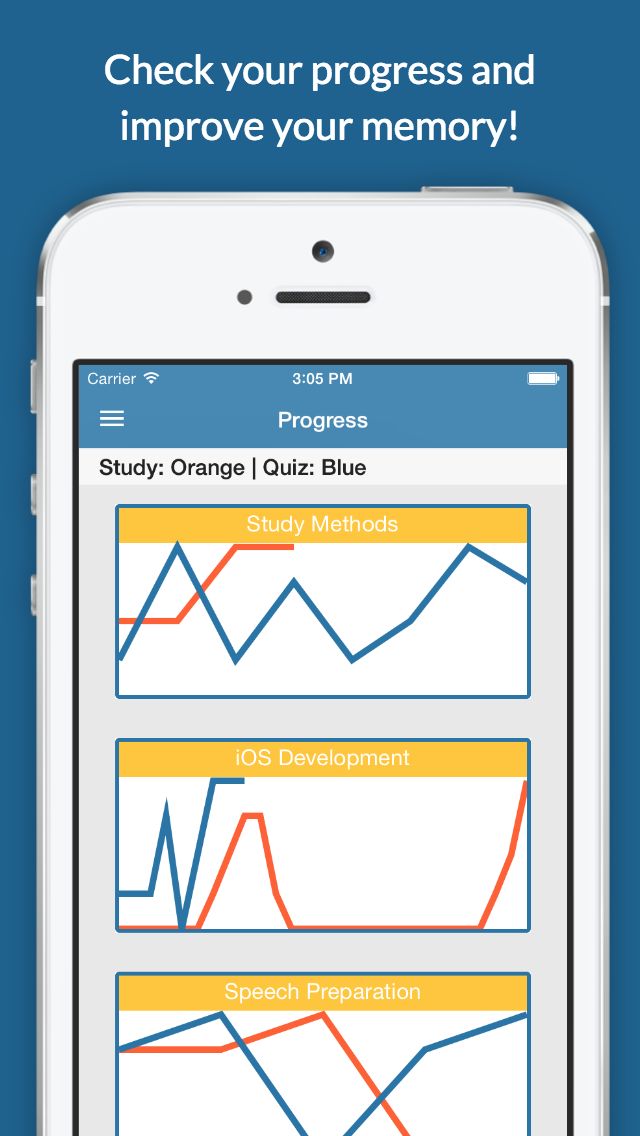 Check your progress and
improve your memory!
Carrier 3:05 PM
Progress
Study: Orange | Quiz: Blue
Study Methods
iOS Development
Speech Preparation